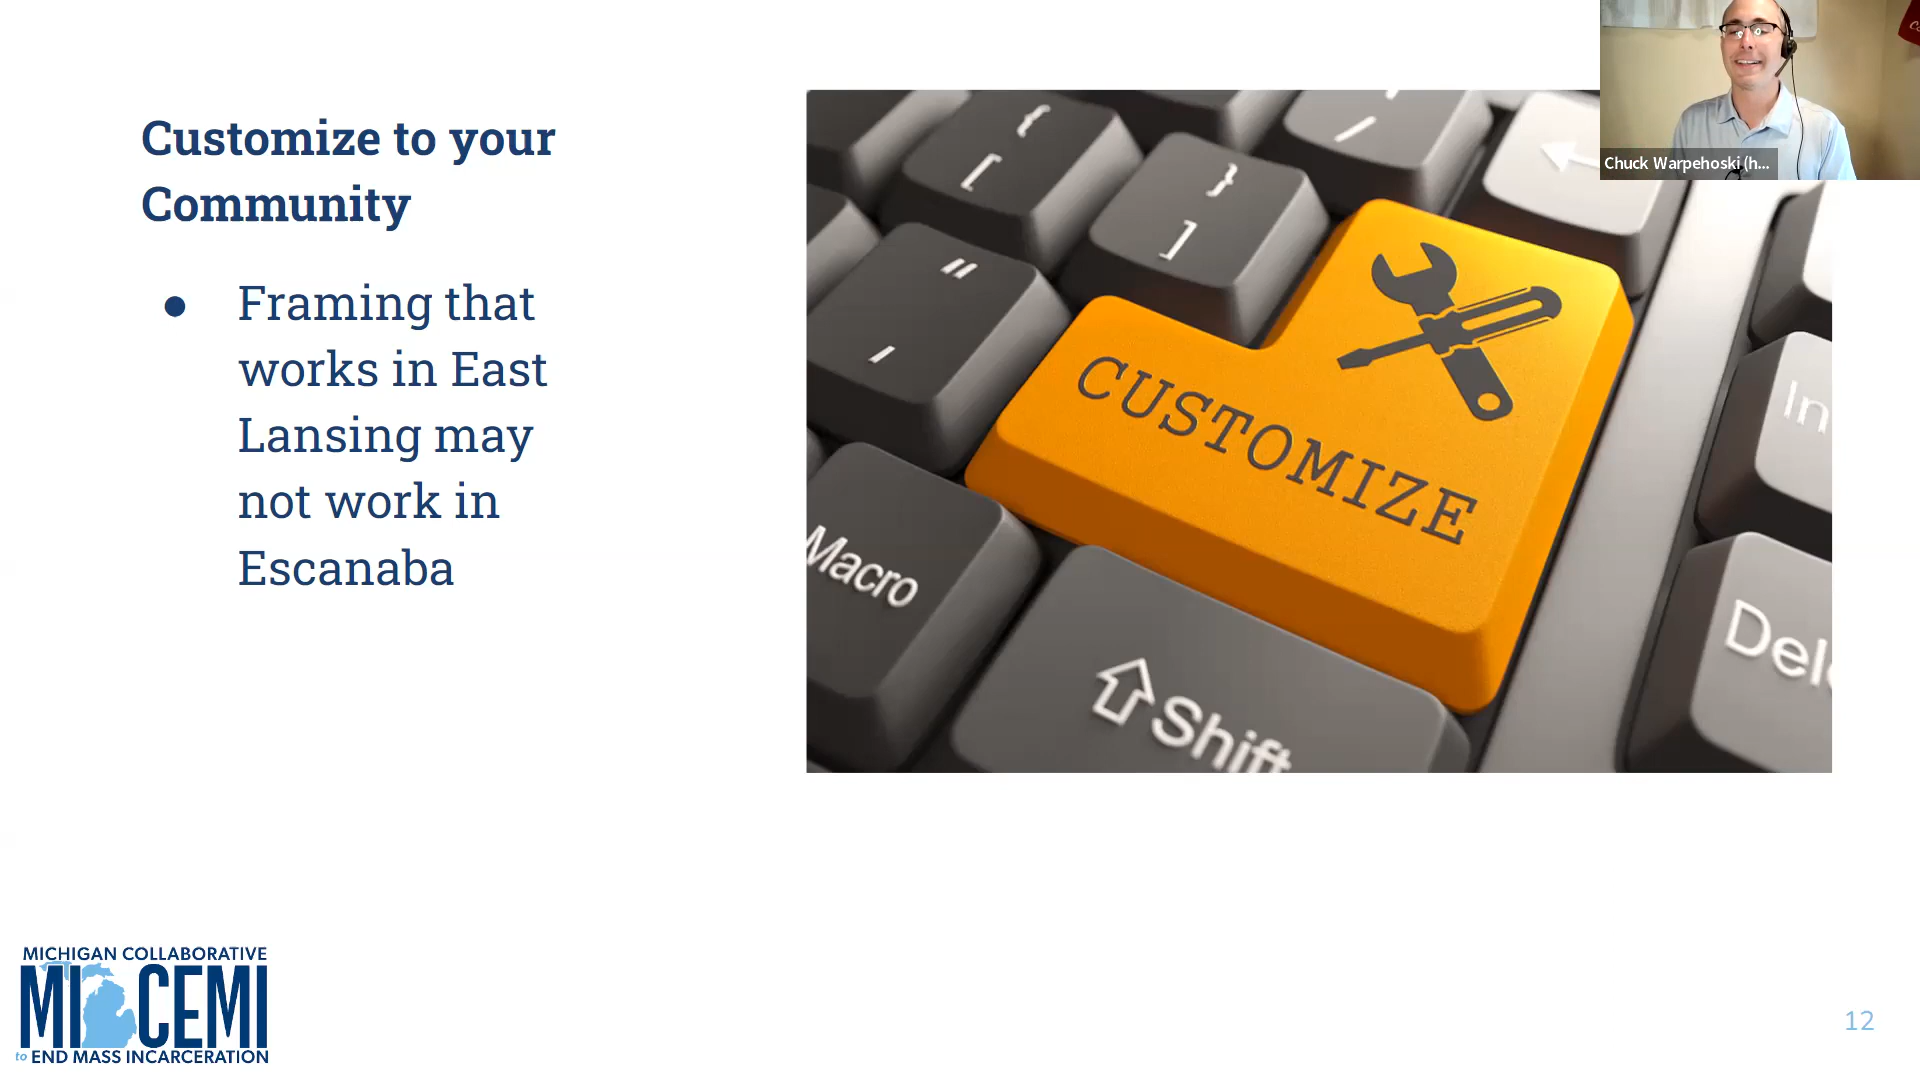 Customize to your
Community
● Framing that
works in East
Lansing may
not work in
Escanaba
{
[
}
]
"
'
CUSTOMIZE
Macro
Shift
In
Del
Chuck Warpehoski (h...
MICHIGAN COLLABORATIVE
MI CEMI
to END MASS INCARCERATION
12